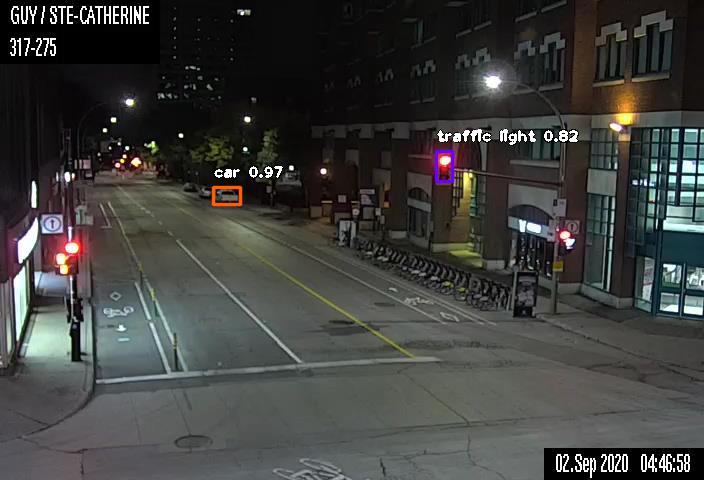 GUY / STE-CATHERINE
317-275
traffic light 0.82
car 0.97
02.Sep 2020 04:46:58